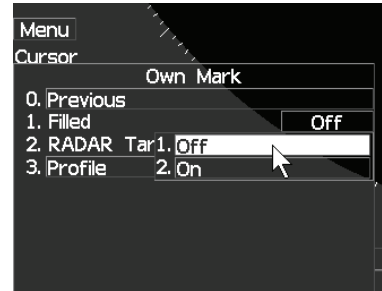 Menu
Cursor
Own Mark
0. Previous
1. Filled Off
2. RADAR Tar 1. Off
3. Profile 2. On